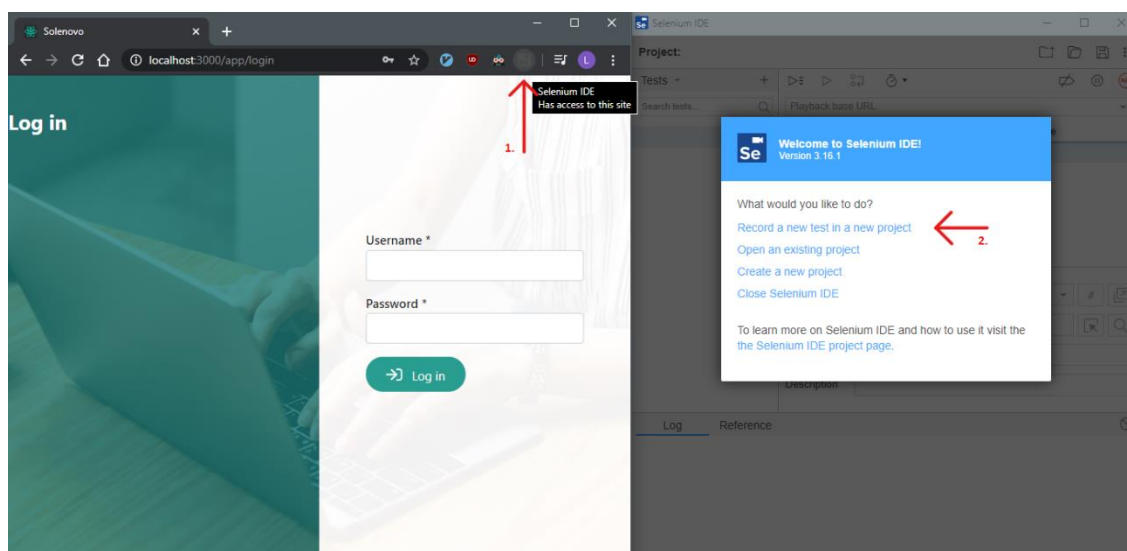 Solenovo
localhost:3000/app/login
L
Selenium IDE
Has access to this site
1.
Log in
Username *
Password *
Log in
Selenium IDE
Project:
Tests
Search tests...
Playback base URL
Se
Welcome to Selenium IDE!
Version 3.16.1
What would you like to do?
Record a new test in a new project
2.
Open an existing project
Create a new project
Close Selenium IDE
To learn more on Selenium IDE and how to use it visit the
the Selenium IDE project page.
Description
Log Reference